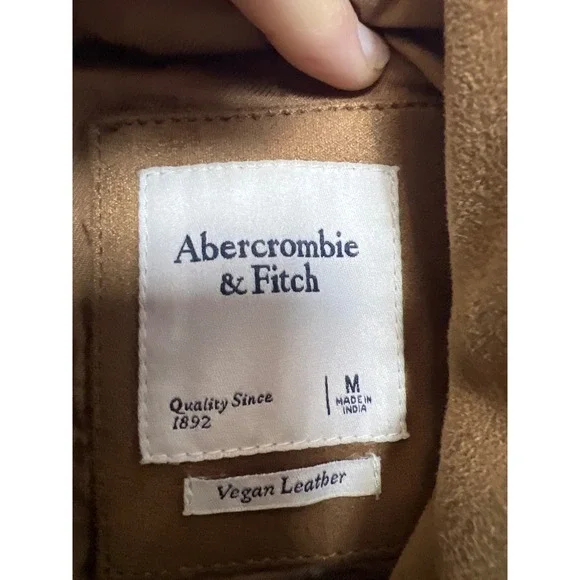 Abercrombie
& Fitch
Quality Since
1892
M
MADE IN
INDIA
Vegan Leather